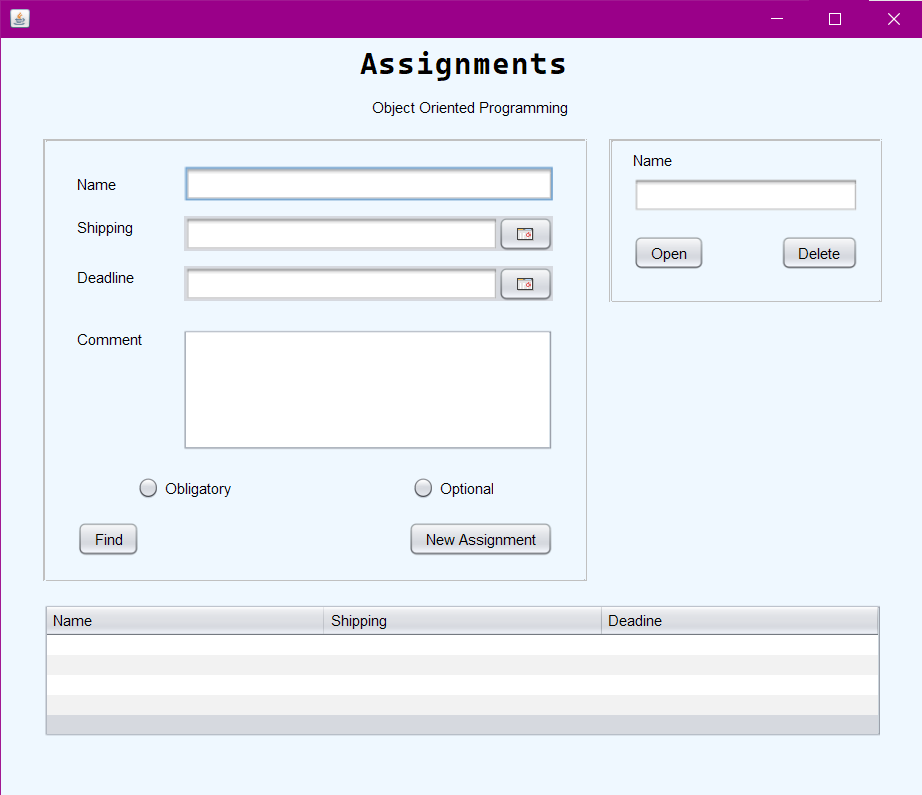 Assignments
Object Oriented Programming
Name
Shipping
Deadline
Comment
Obligatory Optional
Find New Assignment
Name
Open Delete
Name Shipping Deadine